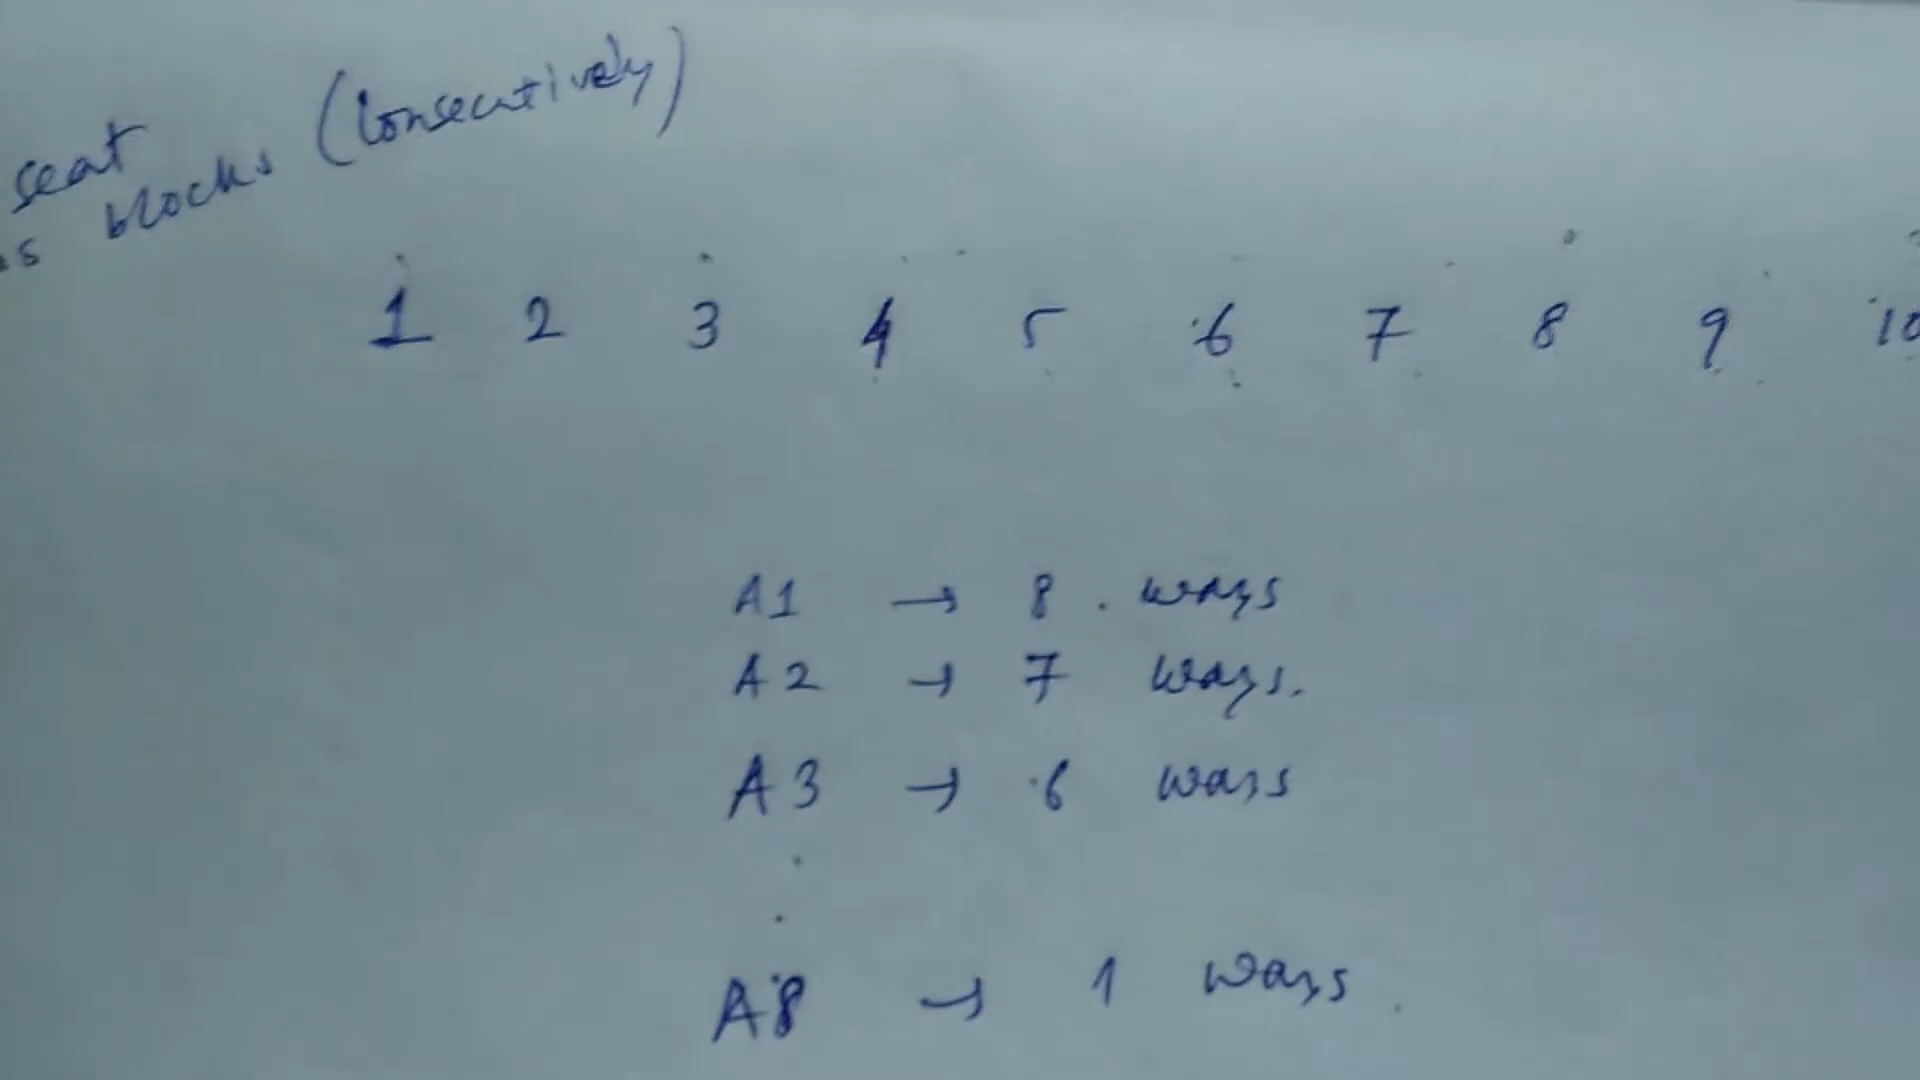 seat
blocks (Consecutively)
1 2 3 4 5 6 7 8 9 10
A1 → 8 ways
A2 → 7 ways.
A3 → 6 ways
.
.
A8 → 1 ways.